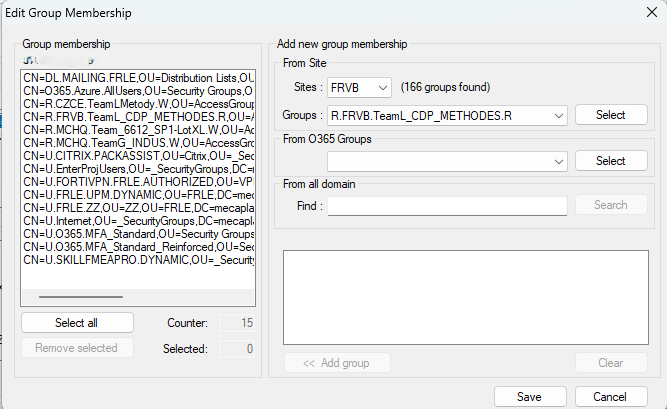 Edit Group Membership
Group membership
CN=DL.MAILING.FRLE,OU=Distribution Lists,OU
CN=O365.Azure.AllUsers,OU=Security Groups,O
CN=R.CZCE.TeamLMetody.W,OU=AccessGroup
CN=R.FRVB.TeamL_CDP_METHODES.R,OU=A
CN=R.MCHQ.Team_6612_SP1-LotXL.W,OU=Acc
CN=R.MCHQ.TeamG_INDUS.W,OU=AccessGro
CN=U.CITRIX.PACKASSIST,OU=Citrix,OU=_Sec
CN=U.EnterProjUsers,OU=_SecurityGroups,DC=m
CN=U.FORTIVPN.FRLE.AUTHORIZED,OU=VP
CN=U.FRLE.UPM.DYNAMIC,OU=FRLE,DC=mec
CN=U.FRLE.ZZ,OU=ZZ,OU=FRLE,DC=mecapla
CN=U.Internet,OU=_SecurityGroups,DC=mecapla
CN=U.O365.MFA_Standard,OU=Security Groups
CN=U.O365.MFA_Standard_Reinforced,OU=Sec
CN=U.SKILLFMEAPRO.DYNAMIC,OU=_Security
Select all
Counter: 15
Remove selected
Selected: 0
Add new group membership
From Site
Sites : FRVB (166 groups found)
Groups : R.FRVB.TeamL_CDP_METHODES.R Select
From O365 Groups
Select
From all domain
Find : Search
<< Add group
Clear
Save
Cancel